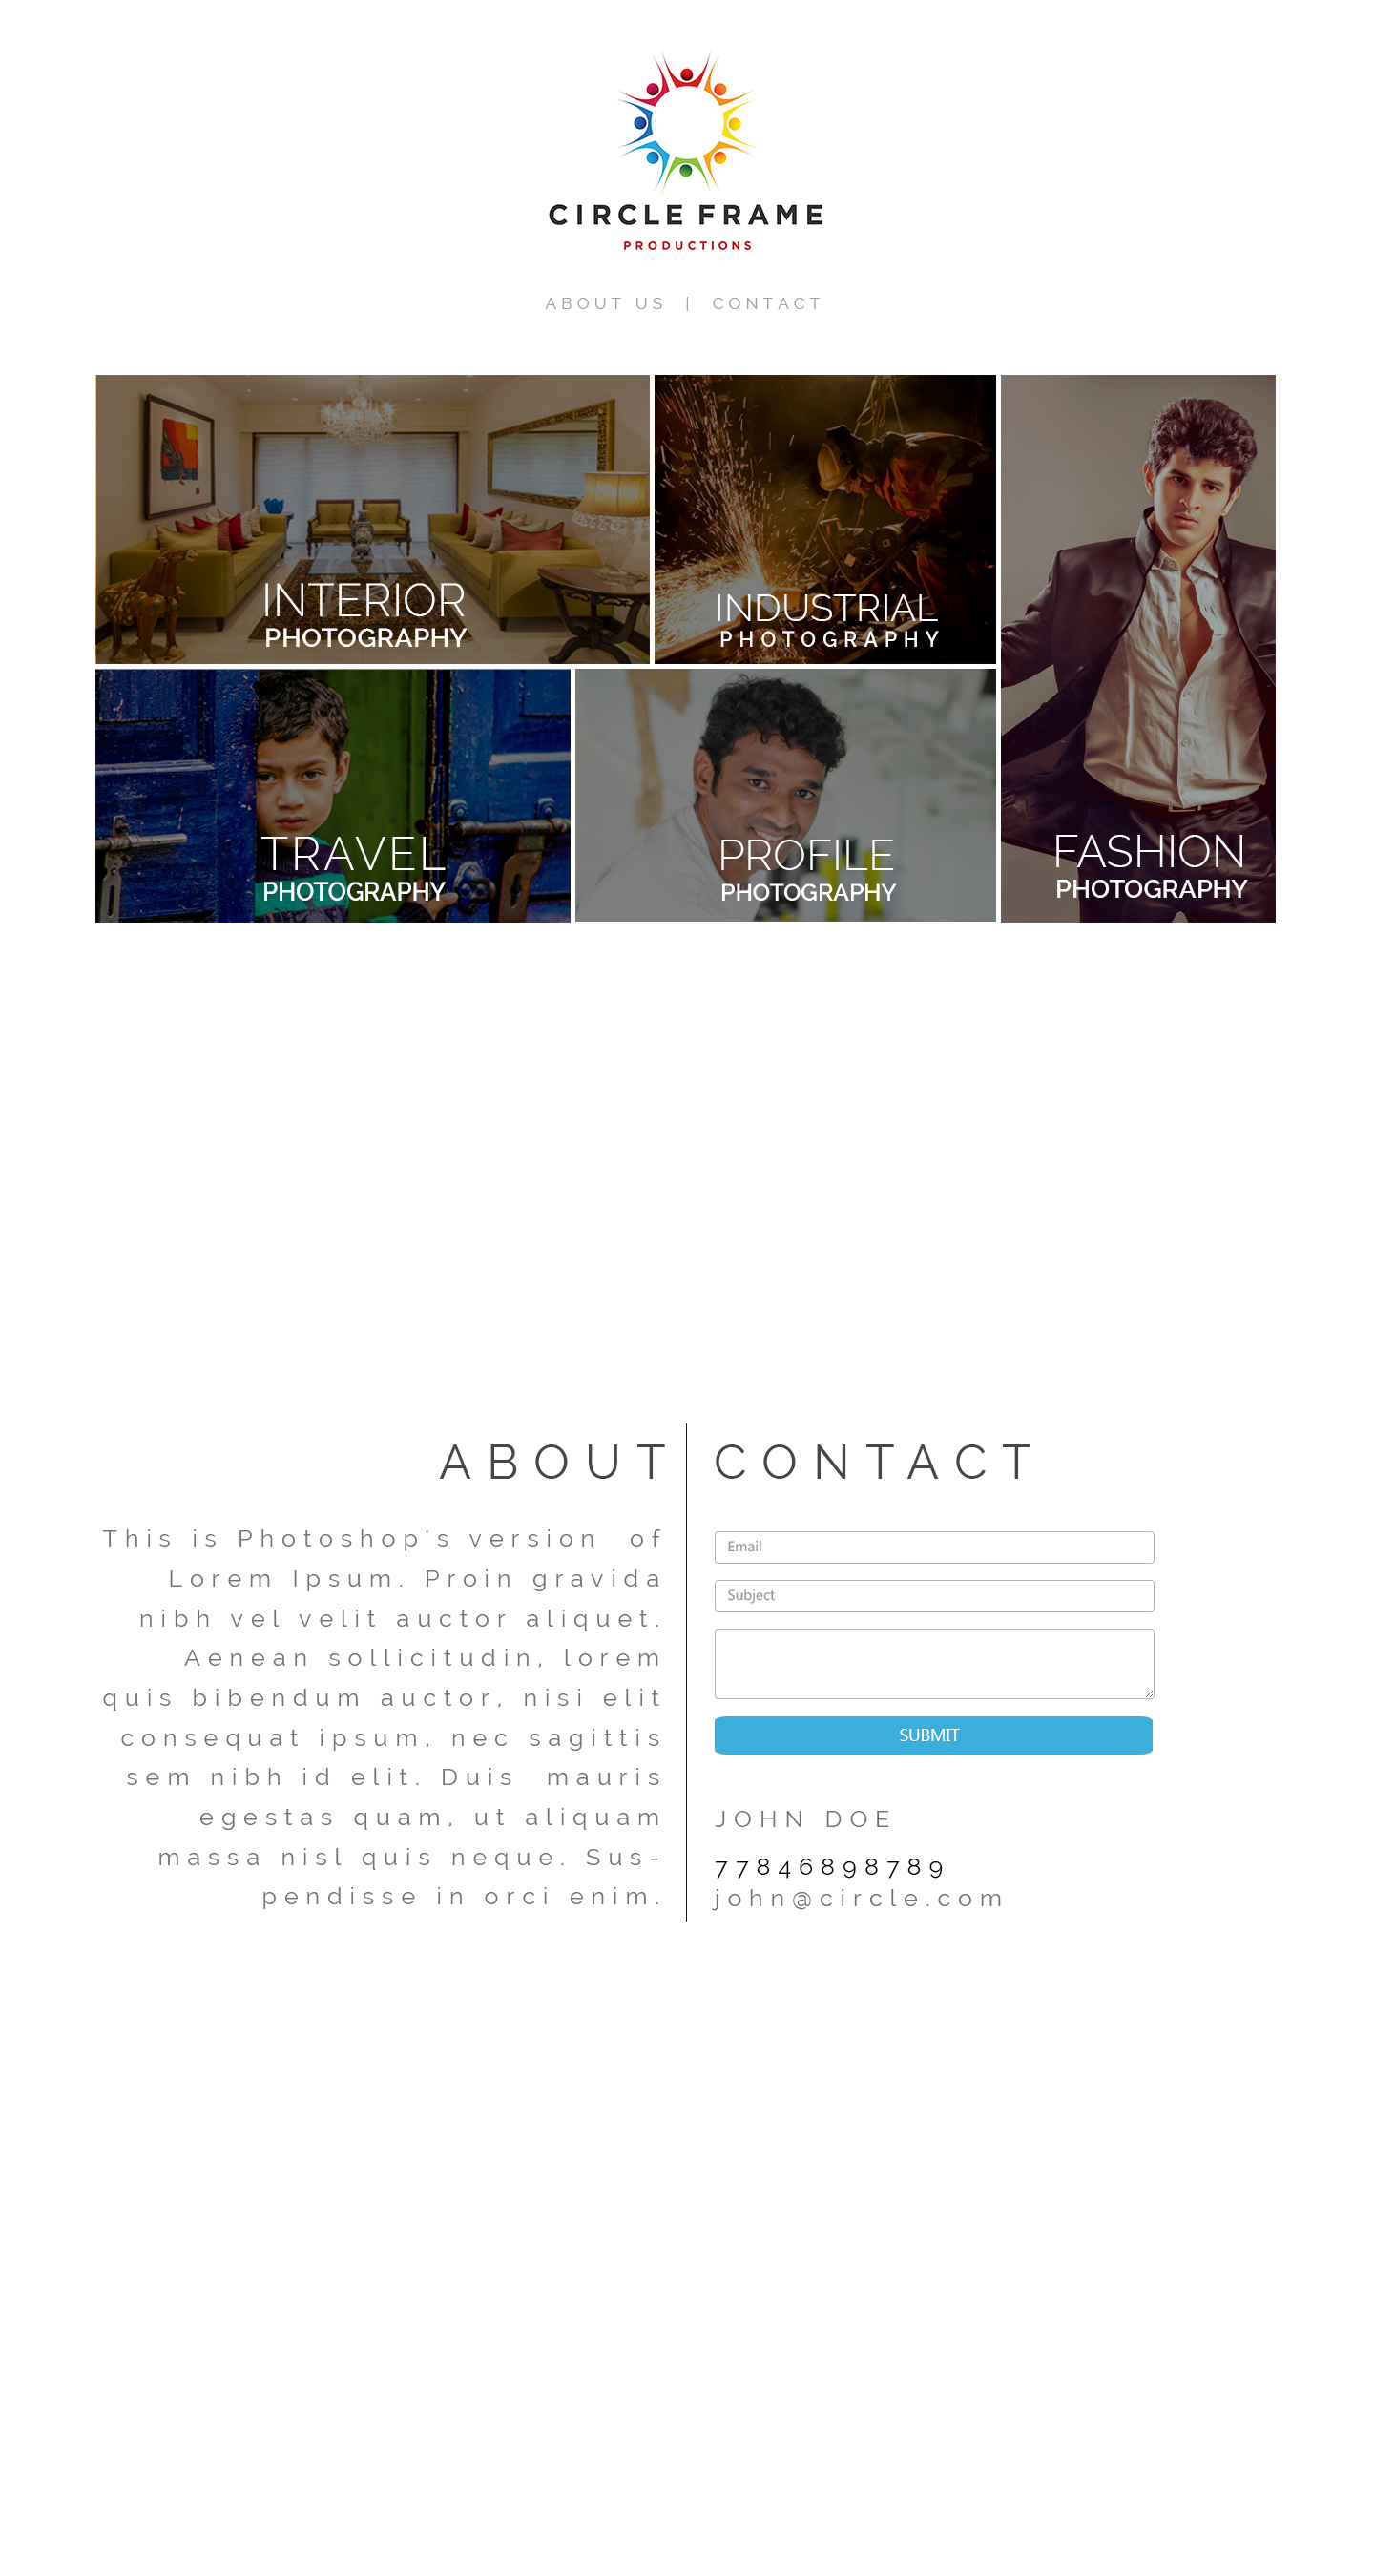 CIRCLE FRAME
PRODUCTIONS
ABOUT US | CONTACT
INTERIOR
PHOTOGRAPHY
INDUSTRIAL
PHOTOGRAPHY
TRAVEL
PHOTOGRAPHY
PROFILE
PHOTOGRAPHY
FASHION
PHOTOGRAPHY
ABOUT
This is Photoshop's version of
Lorem Ipsum. Proin gravida
nibh vel velit auctor aliquet.
Aenean sollicitudin, lorem
quis bibendum auctor, nisi elit
consequat ipsum, nec sagittis
sem nibh id elit. Duis mauris
egestas quam, ut aliquam
massa nisl quis neque. Sus-
pendisse in orci enim.
CONTACT
Email
Subject
SUBMIT
JOHN DOE
77846898789
john@circle.com